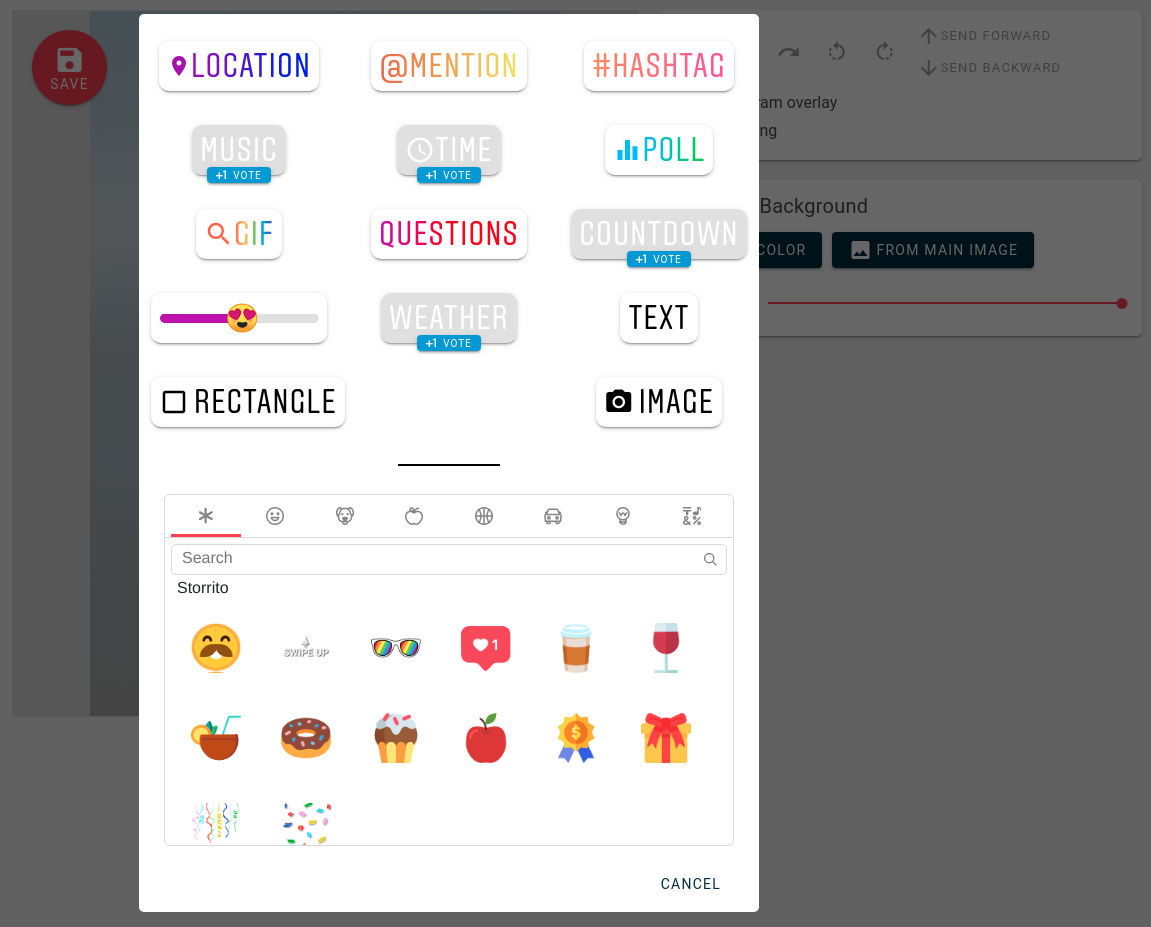 SAVE
LOCATION
@MENTION
#HASHTAG
SEND FORWARD
SEND BACKWARD
ram overlay
ng
MUSIC
+1 VOTE
TIME
+1 VOTE
POLL
GIF
QUESTIONS
COUNTDOWN
+1 VOTE
Background
COLOR
FROM MAIN IMAGE
WEATHER
+1 VOTE
TEXT
RECTANGLE
IMAGE
Search
Storrito
SWIPE UP
1
$
CANCEL